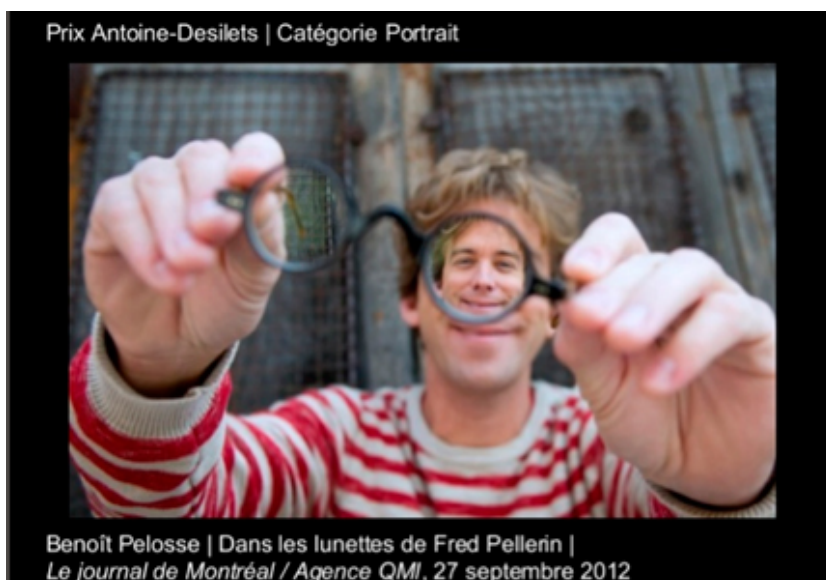 Prix Antoine-Desilets | Catégorie Portrait
Benoît Pelosse | Dans les lunettes de Fred Pellerin |
Le journal de Montréal / Agence QMI, 27 septembre 2012